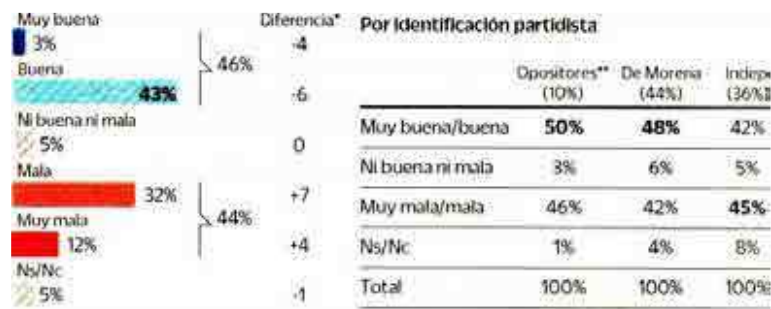 Muy buena
3%
Buena
43%
46%
Ni buena ni mala
5%
Mala
32%
Muy mala
12%
44%
Ns/Nc
5%
Diferencia*
-4
-6
0
+7
+4
-1
Por identificación partidista
Opositores** De Morena Indepe
(10%) (44%) (36%)
Muy buena/buena 50% 48% 42%
Ni buena ni mala 3% 6% 5%
Muy mala/mala 46% 42% 45%
Ns/Nc 1% 4% 8%
Total 100% 100% 100%